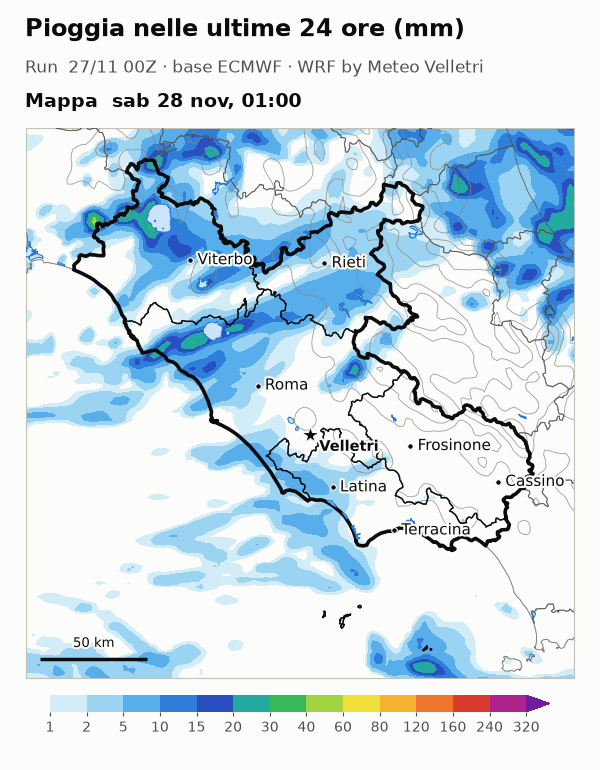 Pioggia nelle ultime 24 ore (mm)
Run 27/11 00Z · base ECMWF · WRF by Meteo Velletri
Mappa sab 28 nov, 01:00
Viterbo
Rieti
Roma
Velletri
Frosinone
Latina
Cassino
Terracina
50 km
1 2 5 10 15 20 30 40 60 80 120 160 240 320